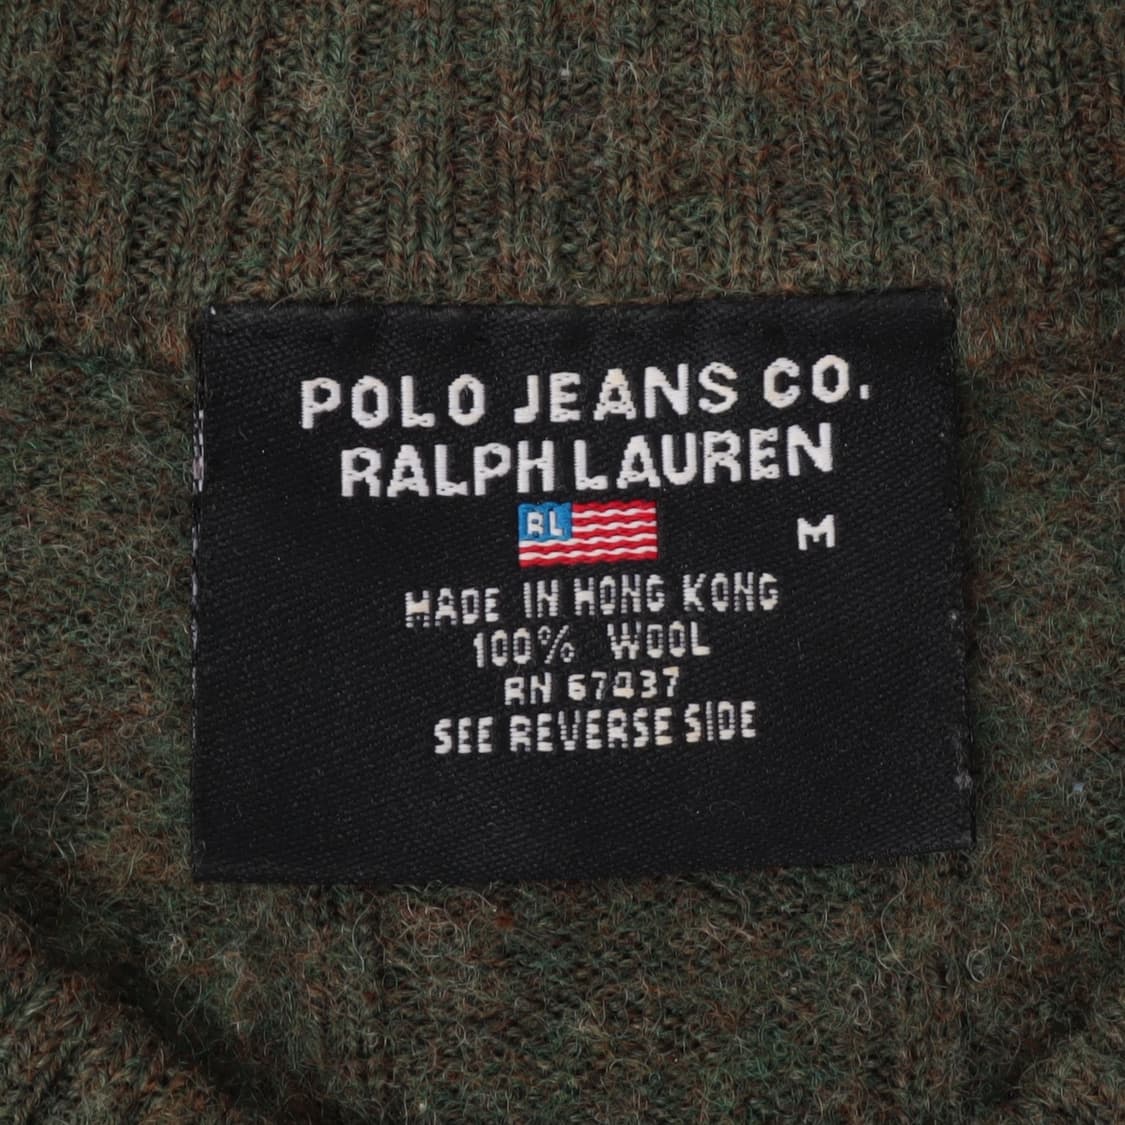 POLO JEANS CO.
RALPH LAUREN
RL
M
MADE IN HONG KONG
100% WOOL
RN 67437
SEE REVERSE SIDE